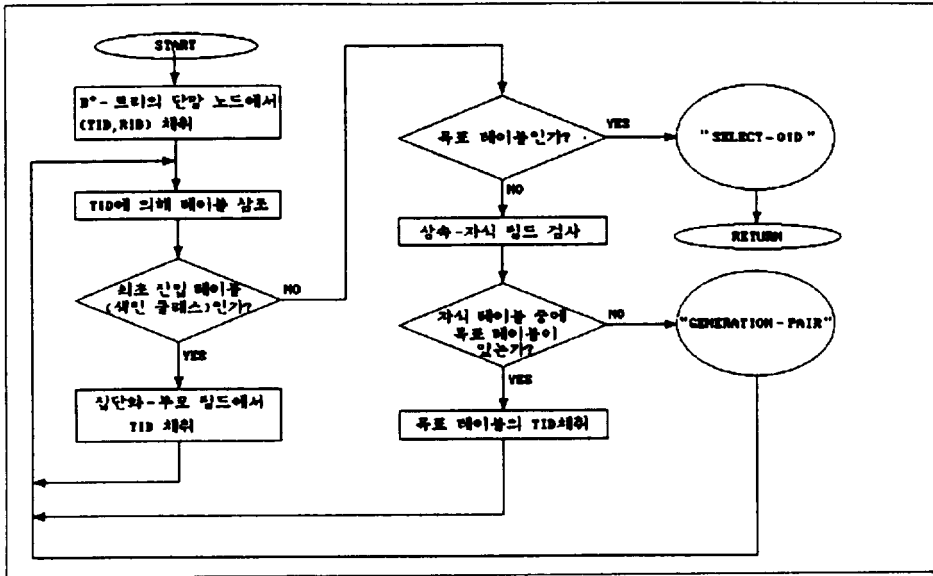 START
B⁺- 트리의 단말 노드에서
(TID,RID) 채취
TID에 의해 테이블 참조
최초 진입 테이블
(색인 클래스)인가?
NO
YES
집단화-부모 필드에서
TID 채취
목표 테이블인가?
YES
NO
"SELECT-OID"
RETURN
상속-자식 필드 검사
자식 테이블 중에
목표 테이블이
있는가?
NO
YES
"GENERATION-PAIR"
목표 테이블의 TID채취